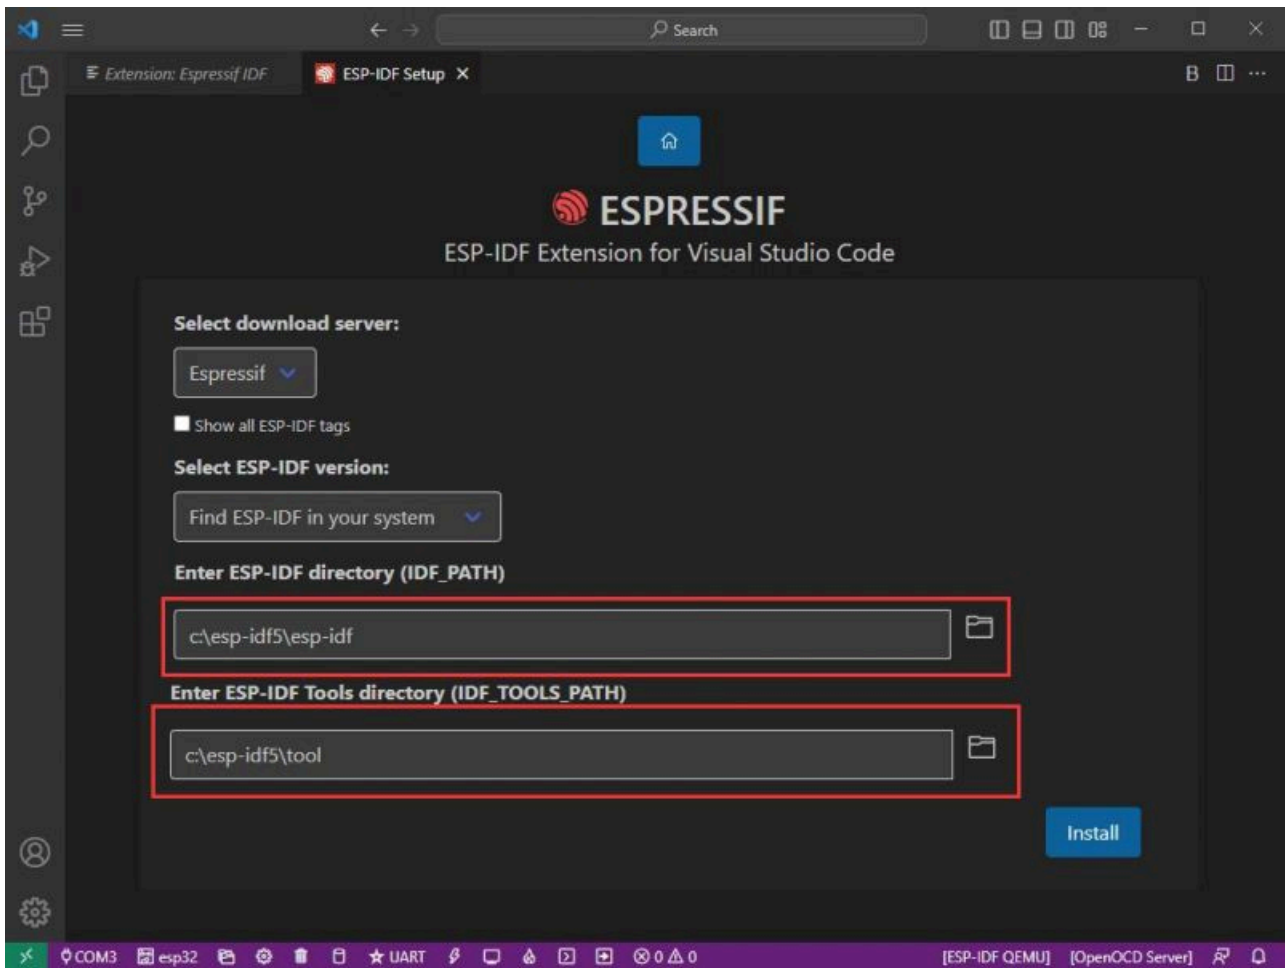 Search
Extension: Espressif IDF
ESP-IDF Setup
ESPRESSIF
ESP-IDF Extension for Visual Studio Code
Select download server:
Espressif
Show all ESP-IDF tags
Select ESP-IDF version:
Find ESP-IDF in your system
Enter ESP-IDF directory (IDF_PATH)
c:\esp-idf5\esp-idf
Enter ESP-IDF Tools directory (IDF_TOOLS_PATH)
c:\esp-idf5\tool
Install
COM3 esp32 UART 0 0 [ESP-IDF QEMU] [OpenOCD Server]